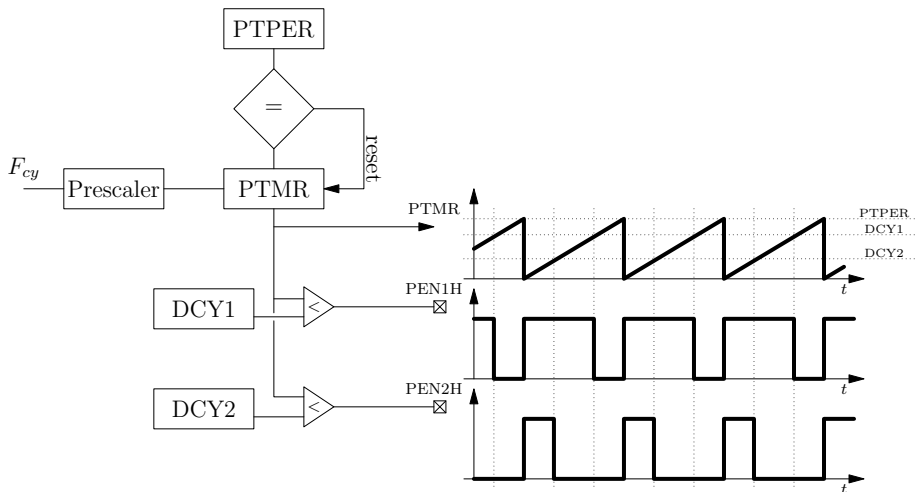 PTPER
=
reset
F_cy
Prescaler
PTMR
PTMR
PTPER
DCY1
DCY2
t
PEN1H
DCY1
<
t
PEN2H
DCY2
<
t